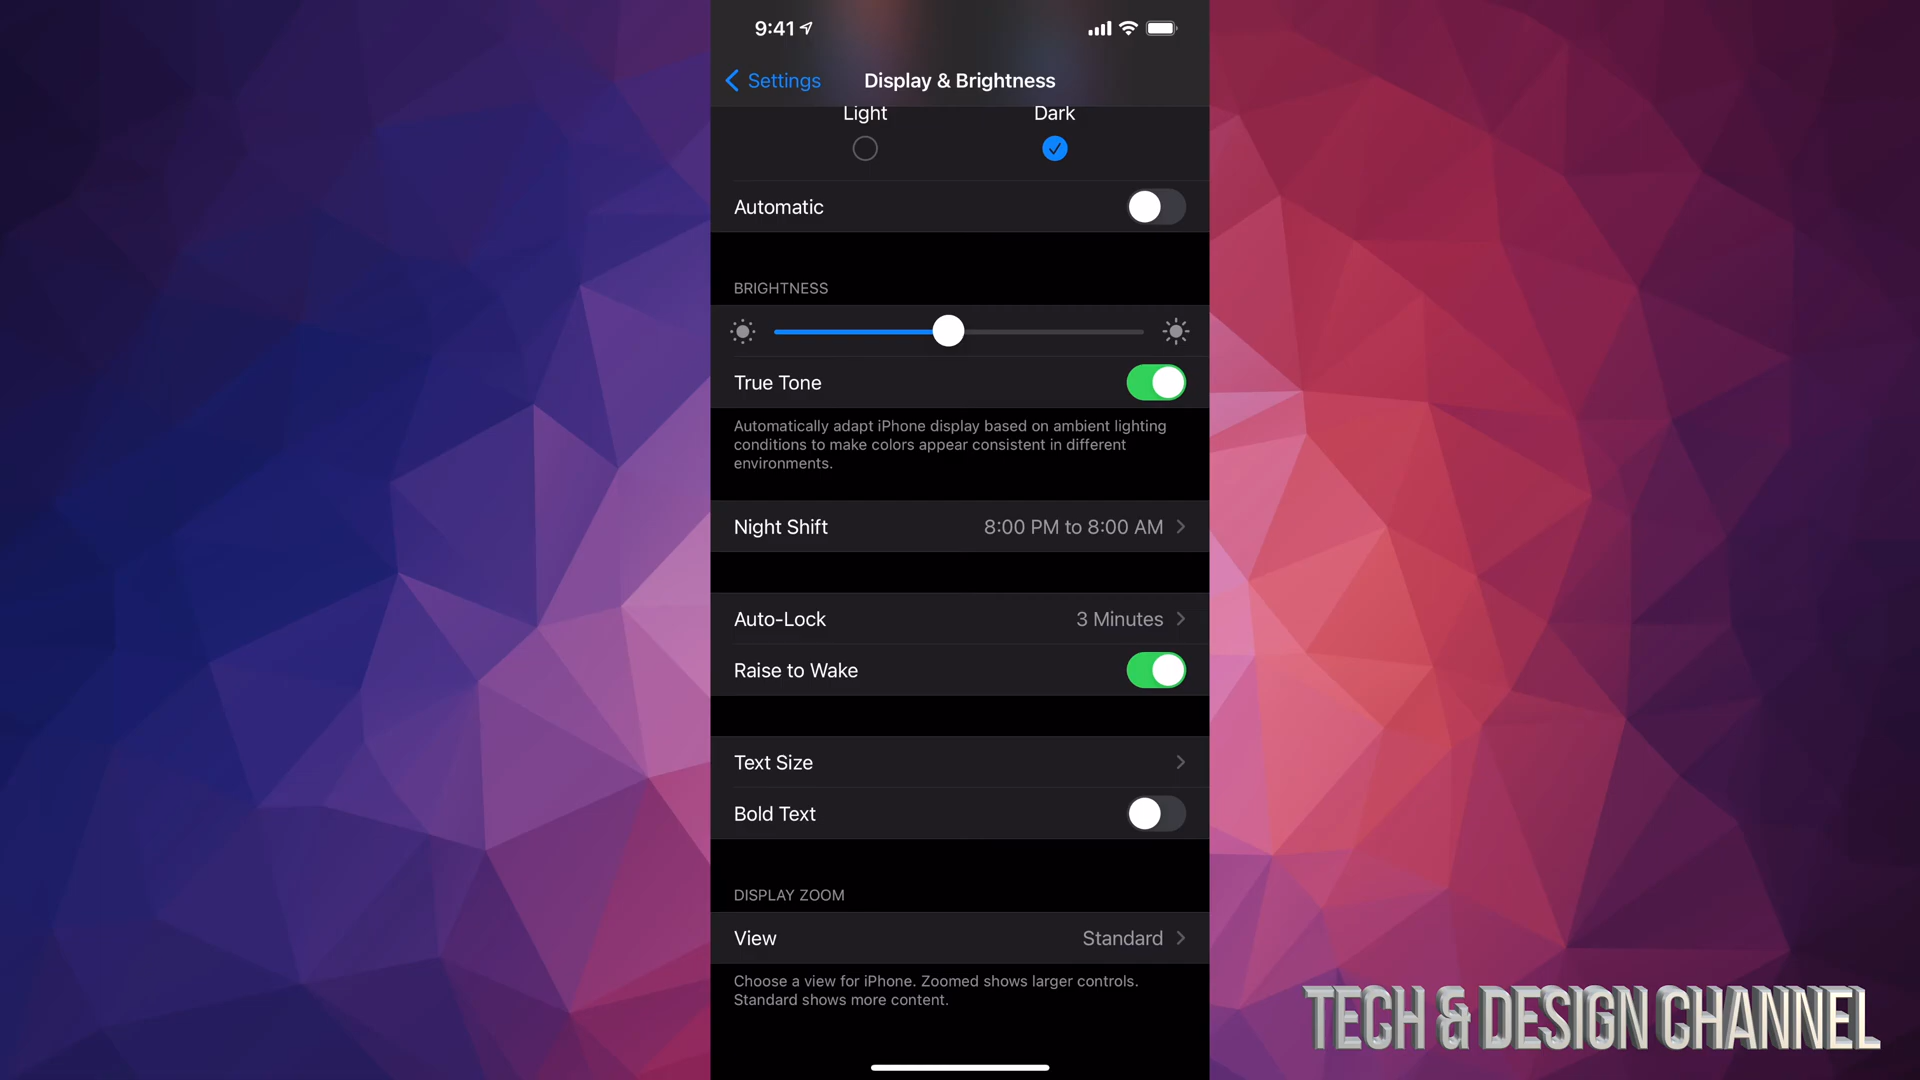 9:41
Settings
Display & Brightness
Light
Dark
Automatic
BRIGHTNESS
True Tone
Automatically adapt iPhone display based on ambient lighting
conditions to make colors appear consistent in different
environments.
Night Shift
8:00 PM to 8:00 AM
Auto-Lock
3 Minutes
Raise to Wake
Text Size
Bold Text
DISPLAY ZOOM
View
Standard
Choose a view for iPhone. Zoomed shows larger controls.
Standard shows more content.
TECH & DESIGN CHANNEL